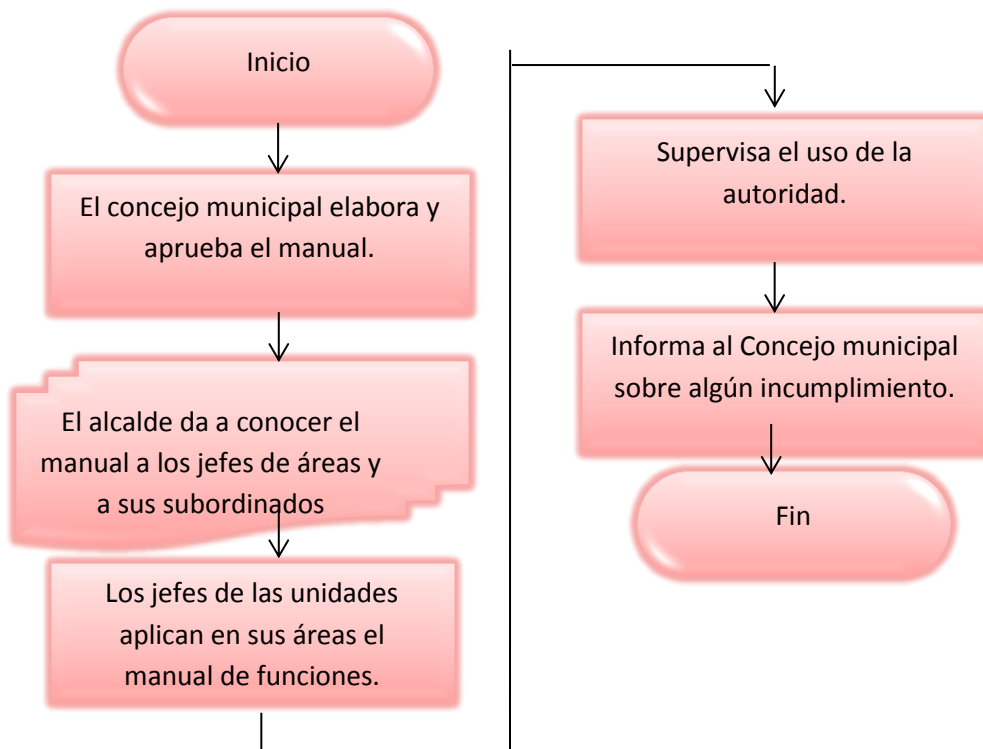 Inicio
El concejo municipal elabora y
aprueba el manual.
El alcalde da a conocer el
manual a los jefes de áreas y
a sus subordinados
Los jefes de las unidades
aplican en sus áreas el
manual de funciones.
Supervisa el uso de la
autoridad.
Informa al Concejo municipal
sobre algún incumplimiento.
Fin